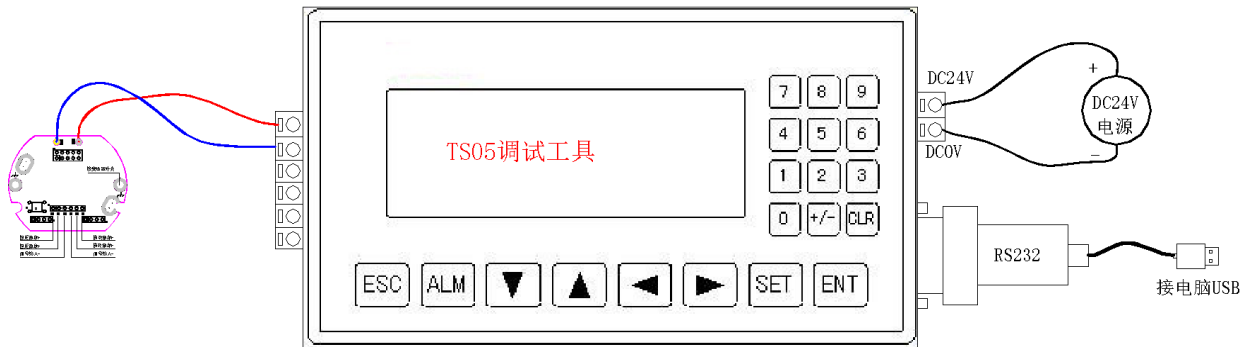 DC24V
7 8 9
+
DC24V
电源
4 5 6
TS05调试工具
DC0V
−
1 2 3
0 +/- CLR
RS232
ESC ALM SET ENT
接电脑USB